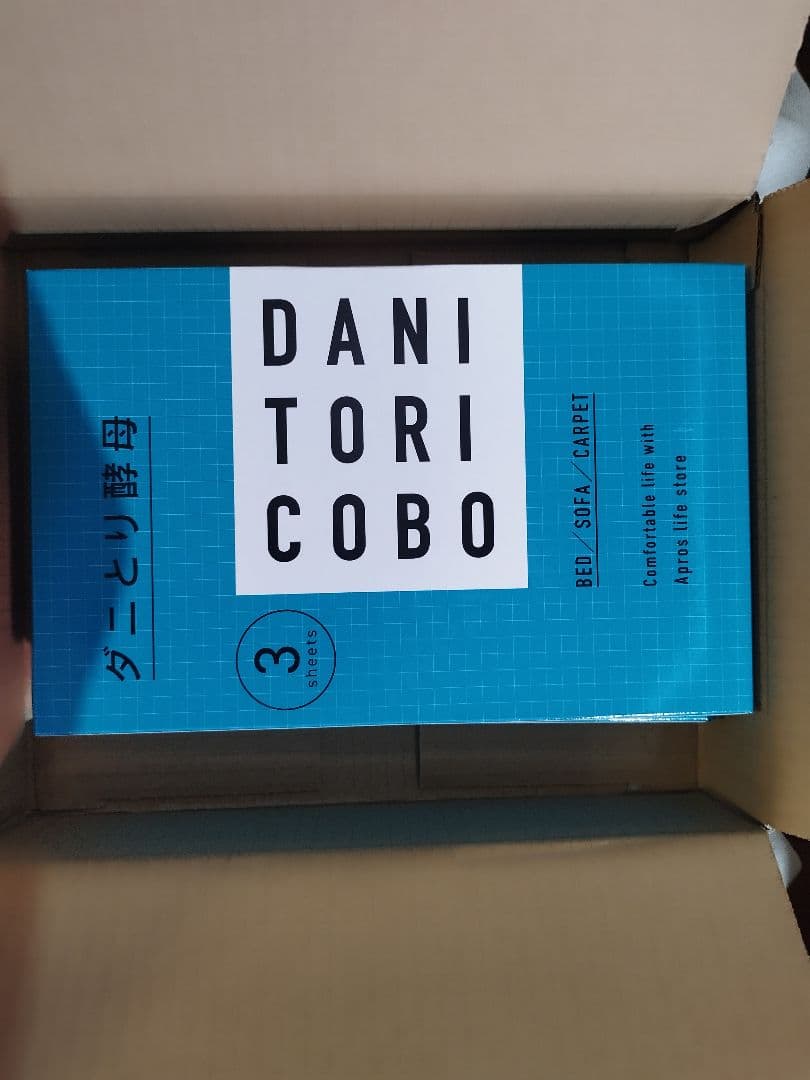 ダニとり酵母
DANI
TORI
COBO
3
sheets
BED／SOFA／CARPET
Comfortable life with
Apros life store